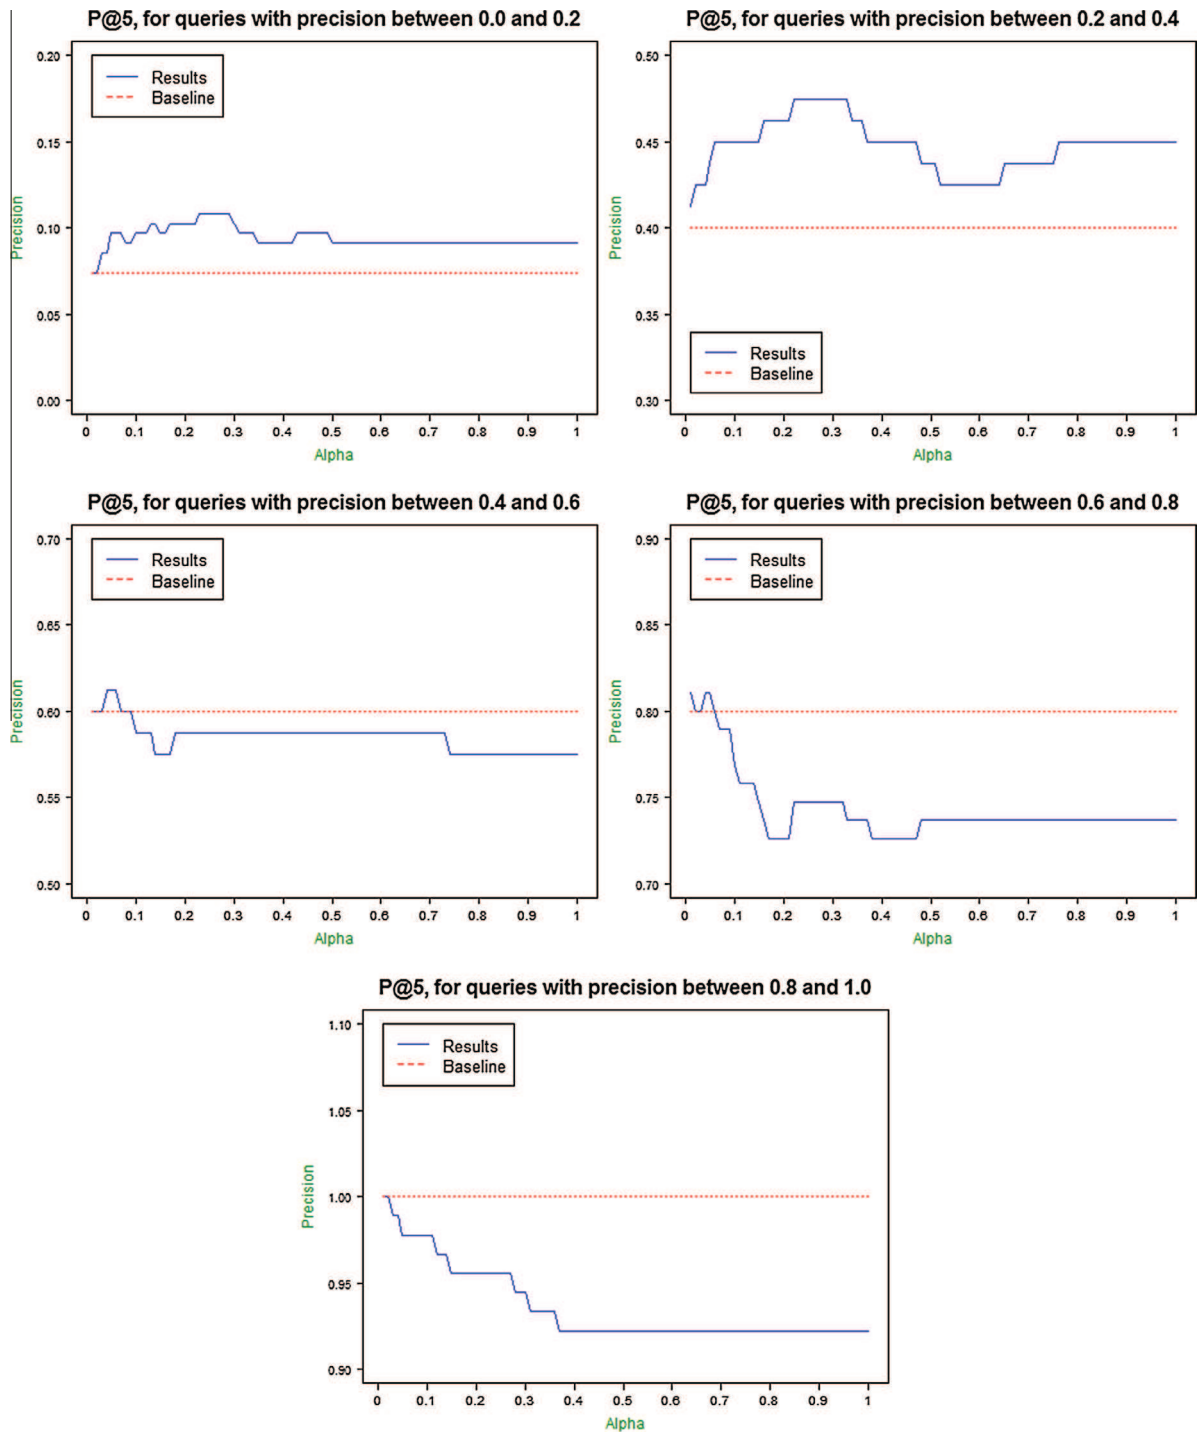 P@5, for queries with precision between 0.0 and 0.2
0.20
0.15
0.10
0.05
0.00
Precision
Results
Baseline
0 0.1 0.2 0.3 0.4 0.5 0.6 0.7 0.8 0.9 1
Alpha
P@5, for queries with precision between 0.2 and 0.4
0.50
0.45
0.40
0.35
0.30
Precision
Results
Baseline
0 0.1 0.2 0.3 0.4 0.5 0.6 0.7 0.8 0.9 1
Alpha
P@5, for queries with precision between 0.4 and 0.6
0.70
0.65
0.60
0.55
0.50
Precision
Results
Baseline
0 0.1 0.2 0.3 0.4 0.5 0.6 0.7 0.8 0.9 1
Alpha
P@5, for queries with precision between 0.6 and 0.8
0.90
0.85
0.80
0.75
0.70
Precision
Results
Baseline
0 0.1 0.2 0.3 0.4 0.5 0.6 0.7 0.8 0.9 1
Alpha
P@5, for queries with precision between 0.8 and 1.0
1.10
1.05
1.00
0.95
0.90
Precision
Results
Baseline
0 0.1 0.2 0.3 0.4 0.5 0.6 0.7 0.8 0.9 1
Alpha